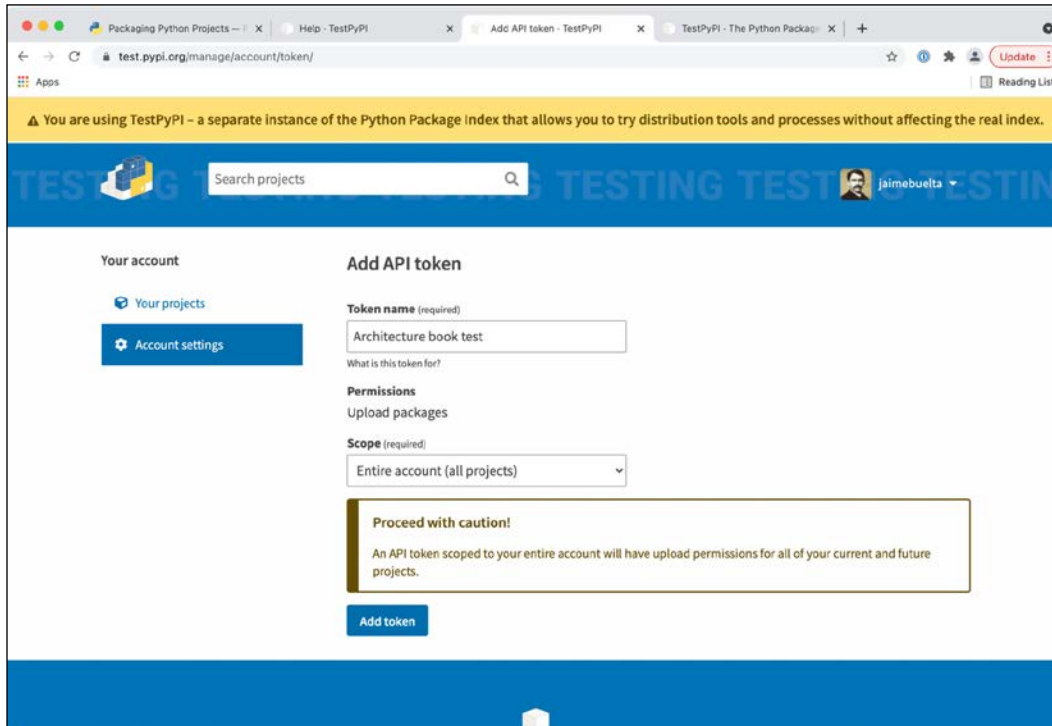 Packaging Python Projects —
Help · TestPyPI
Add API token · TestPyPI
TestPyPI · The Python Packag
test.pypi.org/manage/account/token/
Update
Apps
Reading List
You are using TestPyPI – a separate instance of the Python Package Index that allows you to try distribution tools and processes without affecting the real index.
TESTING TESTING TESTING TESTING
Search projects
jaimebuelta
Your account
Add API token
Your projects
Token name (required)
Account settings
Architecture book test
What is this token for?
Permissions
Upload packages
Scope (required)
Entire account (all projects)
Proceed with caution!
An API token scoped to your entire account will have upload permissions for all of your current and future
projects.
Add token